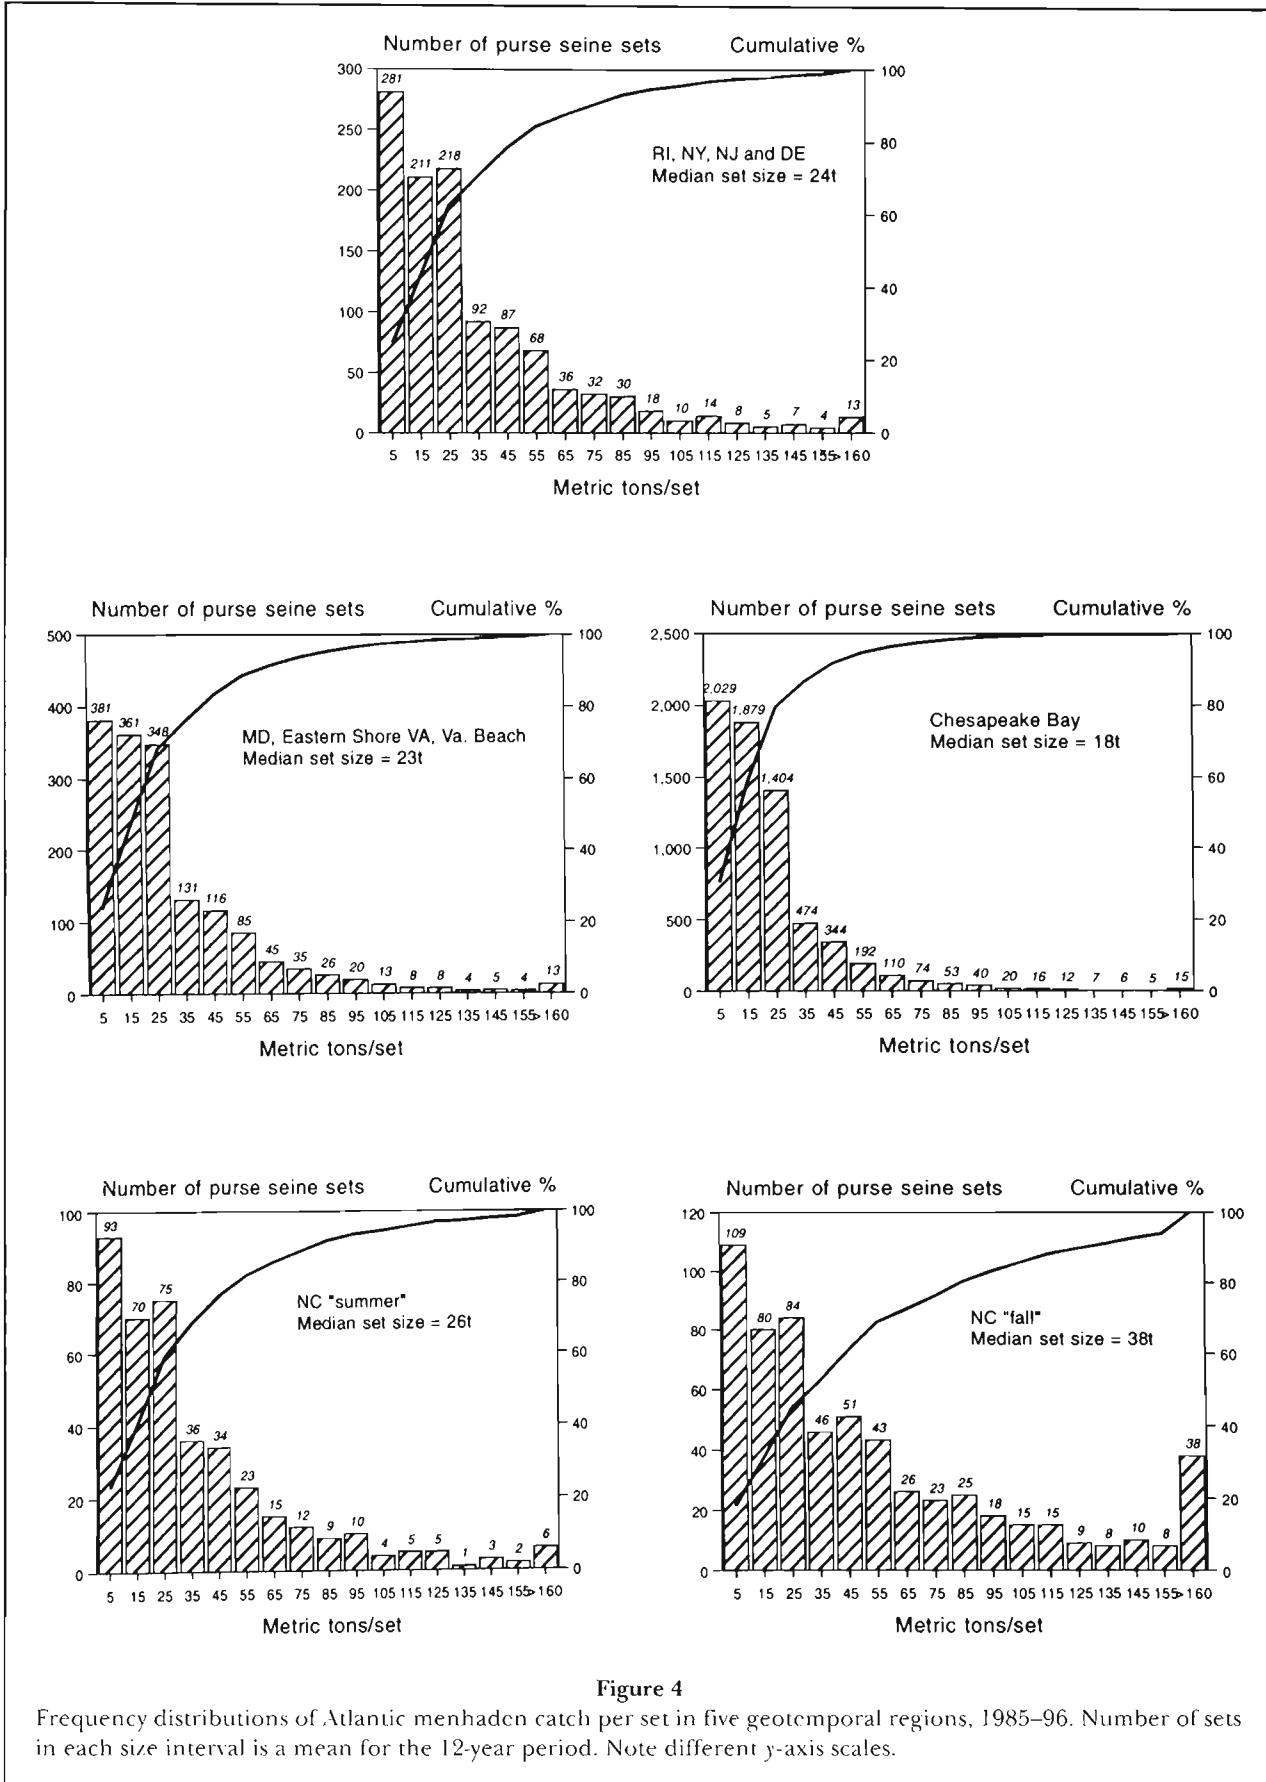 Number of purse seine sets Cumulative %
300 100
281
250
218
211
80
RI, NY, NJ and DE
Median set size = 24t
200
60
150
40
100
92
87
68
20
50
36 32 30 18 10 14 8 5 7 4 13
0 0
5 15 25 35 45 55 65 75 85 95 105 115 125 135 145 155 >160
Metric tons/set
Number of purse seine sets Cumulative %
500 100
400 80
381 361 348
MD, Eastern Shore VA, Va. Beach
Median set size = 23t
300 60
200 40
131 116
100 20
85 45 35 26 20 13 8 8 4 5 4 13
0 0
5 15 25 35 45 55 65 75 85 95 105 115 125 135 145 155 >160
Metric tons/set
Number of purse seine sets Cumulative %
2,500 100
2,029
2,000 80
1,879
Chesapeake Bay
Median set size = 18t
1,500 60
1,404
1,000 40
500 20
474 344 192 110 74 53 40 20 16 12 7 6 5 15
0 0
5 15 25 35 45 55 65 75 85 95 105 115 125 135 145 155 >160
Metric tons/set
Number of purse seine sets Cumulative %
100 100
93
80 80
75
70
NC "summer"
Median set size = 26t
60 60
40 40
36 34
23
20 20
15 12 9 10 4 5 5 1 3 2 6
0 0
5 15 25 35 45 55 65 75 85 95 105 115 125 135 145 155 >160
Metric tons/set
Number of purse seine sets Cumulative %
120 100
109
100
80
84
80
80
NC "fall"
Median set size = 38t
60 60
51
46 43
40 40
38
26 23 25
20 20
18 15 15 9 8 10 8
0 0
5 15 25 35 45 55 65 75 85 95 105 115 125 135 145 155 >160
Metric tons/set
Figure 4
Frequency distributions of Atlantic menhaden catch per set in five geotemporal regions, 1985–96. Number of sets
in each size interval is a mean for the 12-year period. Note different y-axis scales.